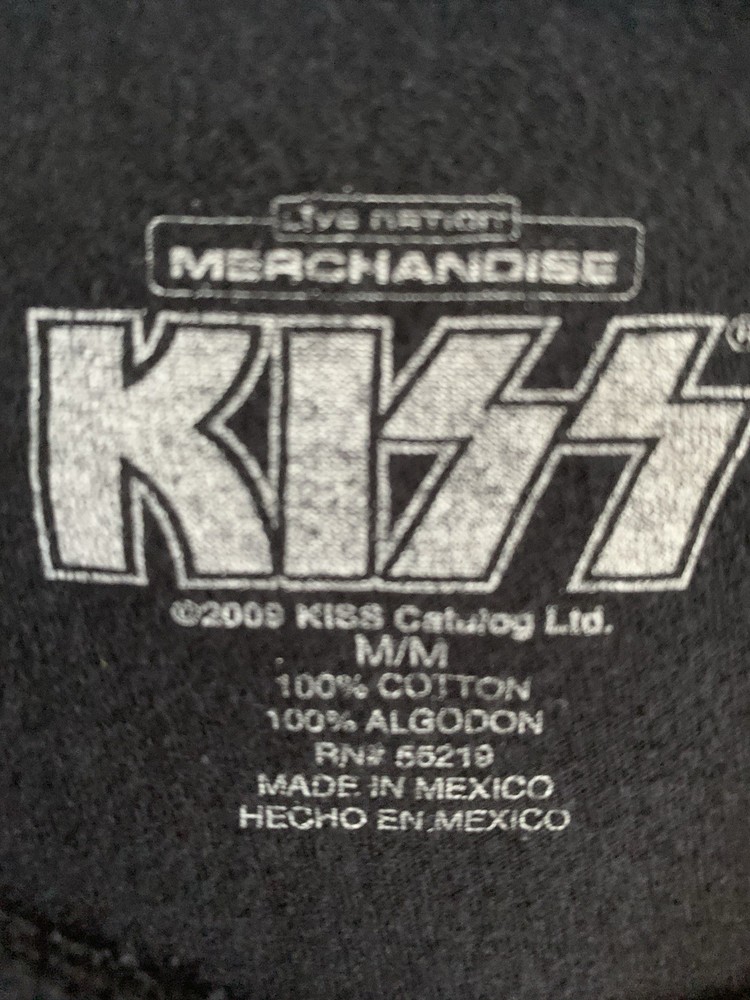 Live nation
MERCHANDISE
KISS®
©2009 KISS Catalog Ltd.
M/M
100% COTTON
100% ALGODON
RN# 55219
MADE IN MEXICO
HECHO EN MEXICO